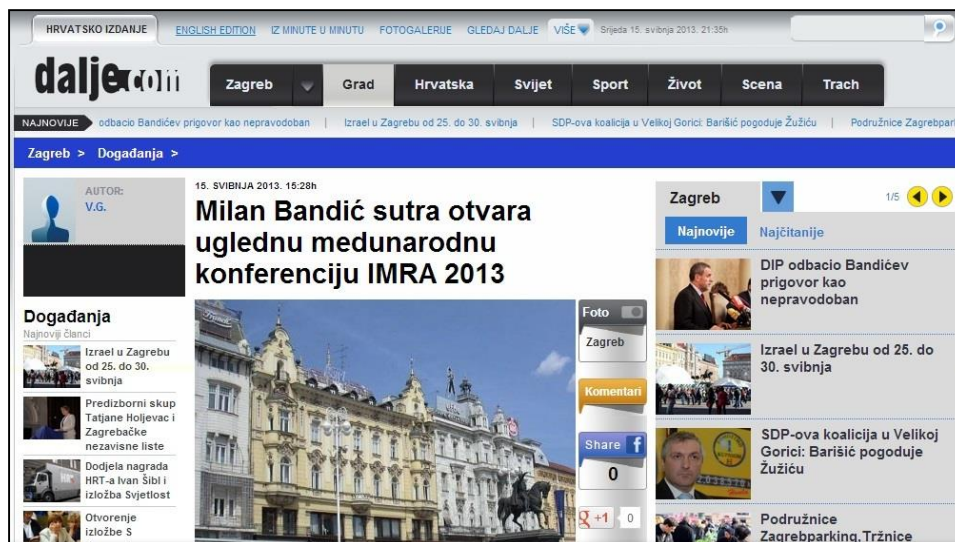 HRVATSKO IZDANJE ENGLISH EDITION IZ MINUTE U MINUTU FOTOGALERIJE GLEDAJ DALJE VIŠE Srijeda 15. svibnja 2013. 21:35h
dalje.com
Zagreb Grad Hrvatska Svijet Sport Život Scena Trach
NAJNOVIJE odbacio Bandićev prigovor kao nepravodoban | Izrael u Zagrebu od 25. do 30. svibnja | SDP-ova koalicija u Velikoj Gorici: Barišić pogoduje Žužiću | Podružnice Zagrebpar
Zagreb > Događanja >
AUTOR:
V.G.
15. SVIBNJA 2013. 15:28h
Milan Bandić sutra otvara
uglednu medunarodnu
konferenciju IMRA 2013
Događanja
Najnoviji članci
Izrael u Zagrebu
od 25. do 30.
svibnja
Predizborni skup
Tatjane Holjevac i
Zagrebačke
nezavisne liste
Dodjela nagrada
HRT-a Ivan Šibl i
izložba Svjetlost
Otvorenje
izložbe S
Foto
Zagreb
Komentari
Share f
0
g +1 0
Zagreb 1/5
Najnovije Najčitanije
DIP odbacio Bandićev
prigovor kao
nepravodoban
Izrael u Zagrebu od 25. do
30. svibnja
SDP-ova koalicija u Velikoj
Gorici: Barišić pogoduje
Žužiću
Podružnice
Zagrebparking, Tržnice